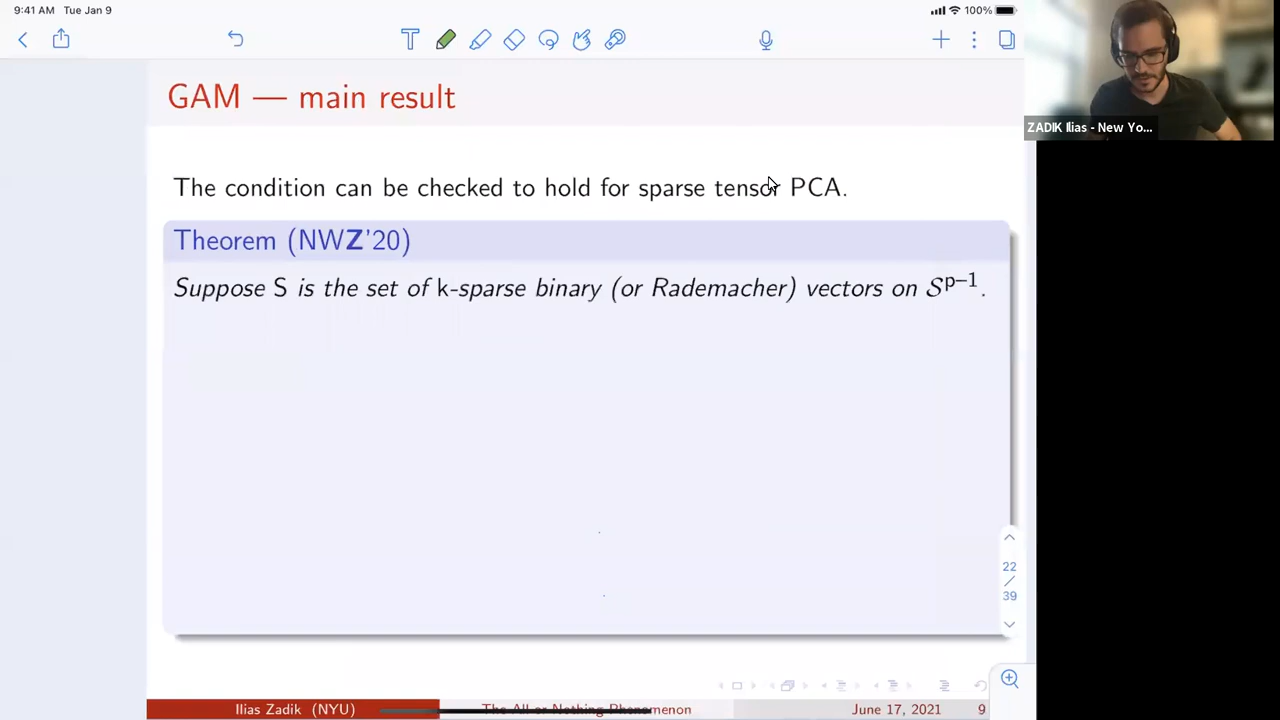 9:41 AM Tue Jan 9
100%
ZADIK Ilias - New Yo...
GAM — main result
The condition can be checked to hold for sparse tensor PCA.
Theorem (NWZ'20)
Suppose S is the set of k-sparse binary (or Rademacher) vectors on 𝒮^{p−1}.
22
/
39
Ilias Zadik (NYU)
The All or Nothing Phenomenon
June 17, 2021
9